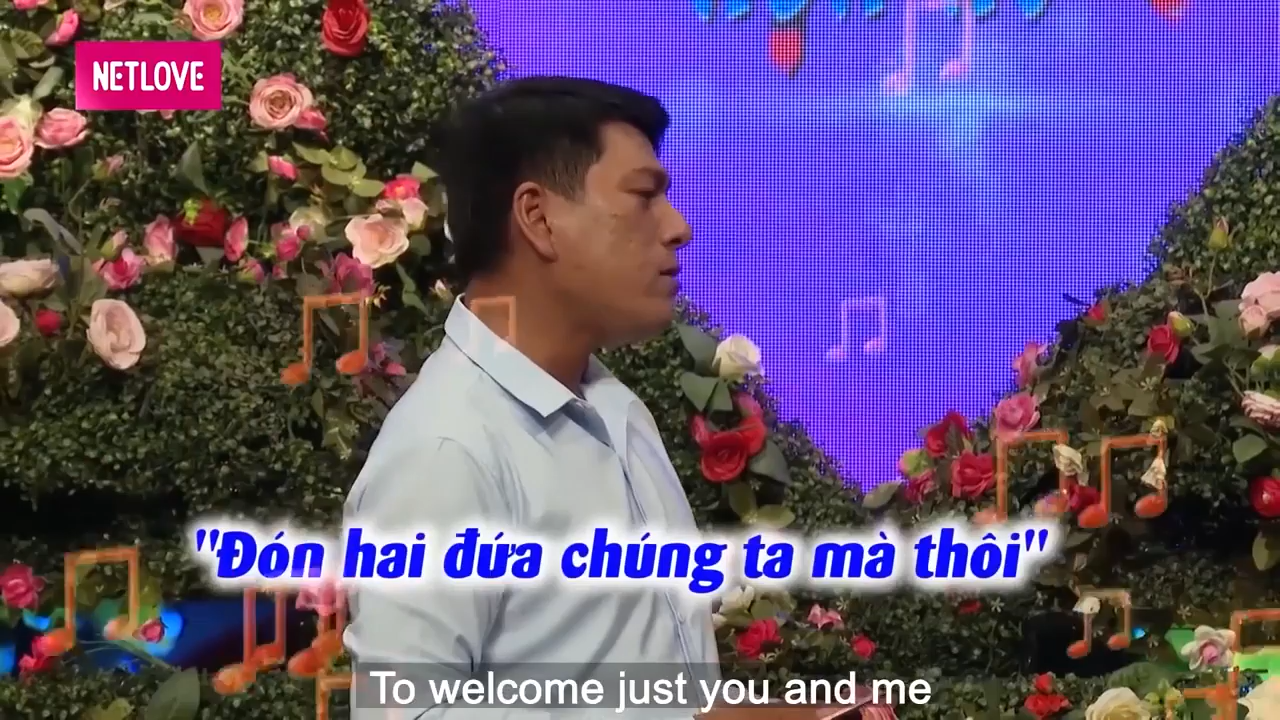 NETLOVE
"Đón hai đứa chúng ta mà thôi"
To welcome just you and me